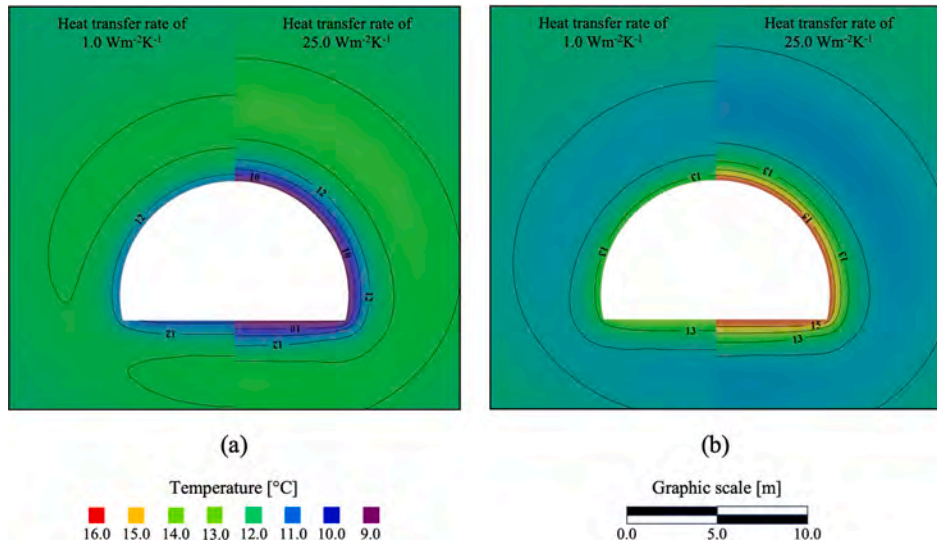 Heat transfer rate of
1.0 Wm⁻²K⁻¹
Heat transfer rate of
25.0 Wm⁻²K⁻¹
10
12
12
10
12
10
12
12
Heat transfer rate of
1.0 Wm⁻²K⁻¹
Heat transfer rate of
25.0 Wm⁻²K⁻¹
13
13
13
13
13
15
13
(a)
(b)
Temperature [°C]
16.0 15.0 14.0 13.0 12.0 11.0 10.0 9.0
Graphic scale [m]
0.0 5.0 10.0